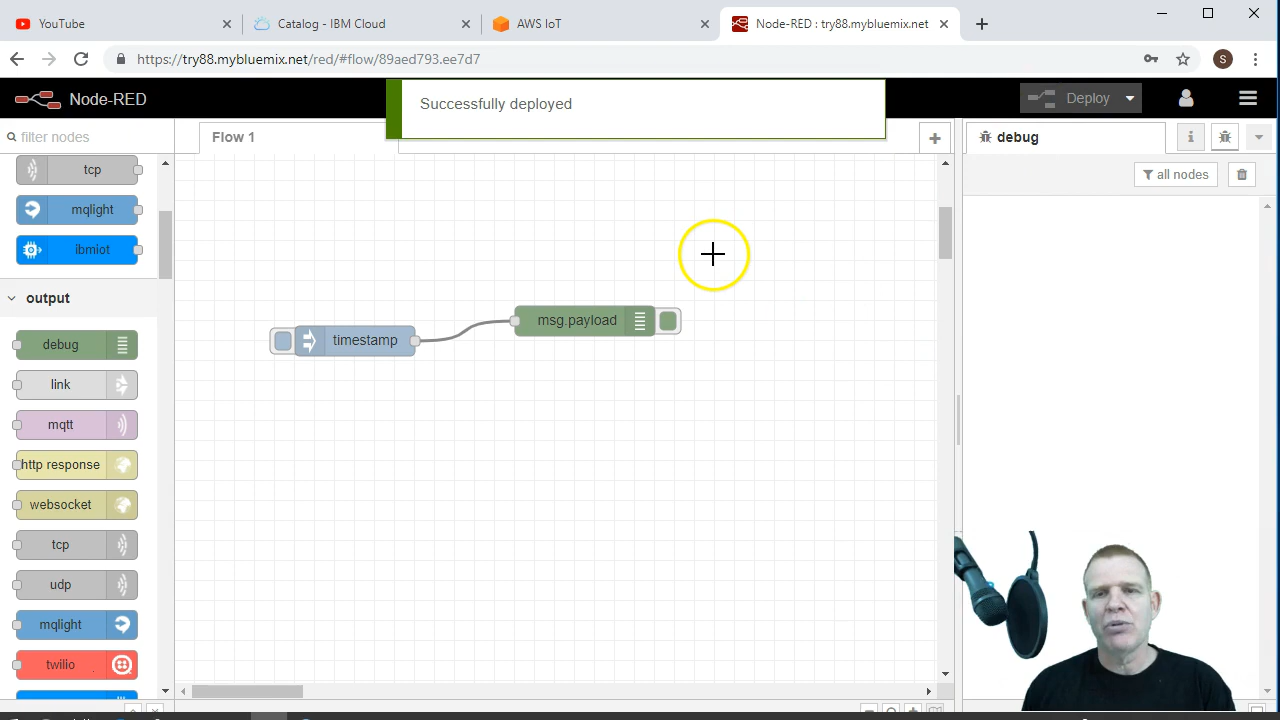 YouTube
Catalog - IBM Cloud
AWS IoT
Node-RED : try88.mybluemix.net
https://try88.mybluemix.net/red/#flow/89aed793.ee7d7
S
Node-RED
Successfully deployed
Deploy
filter nodes
Flow 1
debug
all nodes
tcp
mqlight
ibmiot
output
debug
link
mqtt
http response
websocket
tcp
udp
mqlight
twilio
timestamp
msg.payload